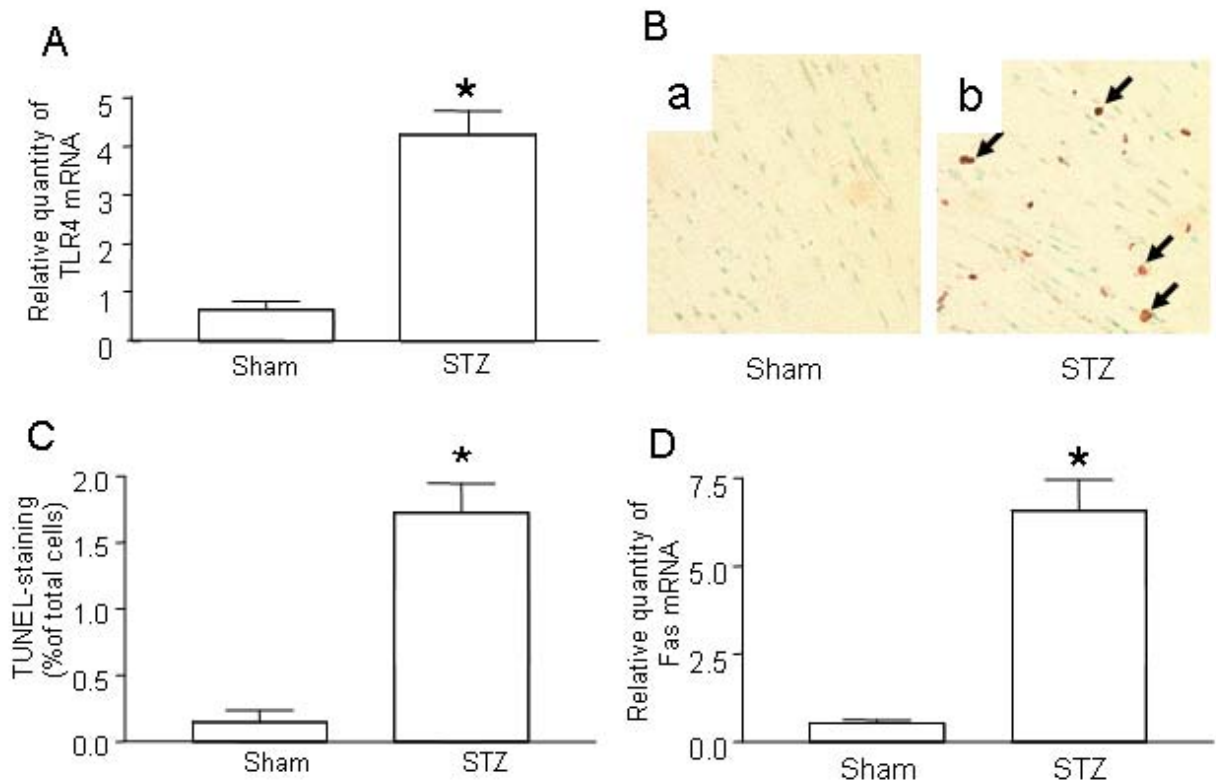 A
Relative quantity of
TLR4 mRNA
5
4
3
2
1
0
*
Sham
STZ
B
a
b
Sham
STZ
C
TUNEL-staining
(%of total cells)
2.0
1.5
1.0
0.5
0.0
*
Sham
STZ
D
Relative quantity of
Fas mRNA
7.5
5.0
2.5
0.0
*
Sham
STZ